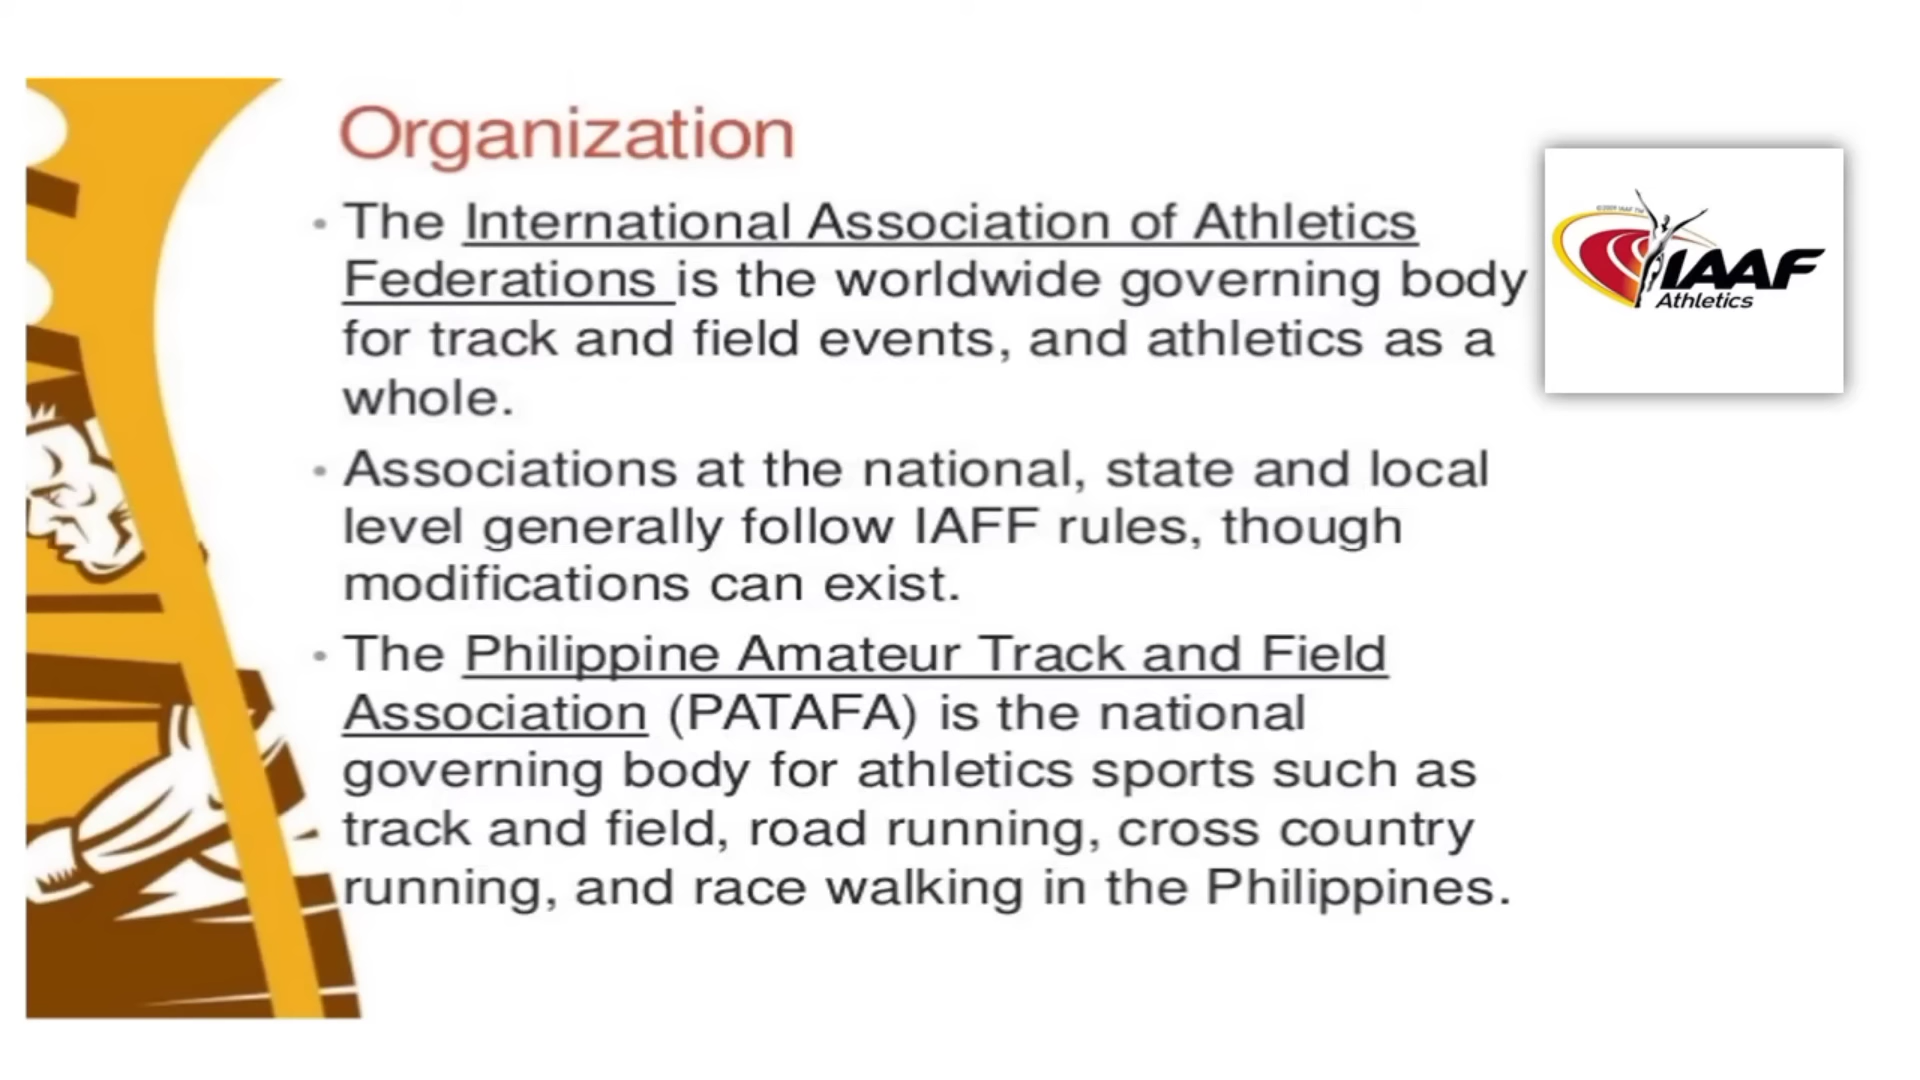 Organization
• The International Association of Athletics
Federations is the worldwide governing body
for track and field events, and athletics as a
whole.
• Associations at the national, state and local
level generally follow IAFF rules, though
modifications can exist.
• The Philippine Amateur Track and Field
Association (PATAFA) is the national
governing body for athletics sports such as
track and field, road running, cross country
running, and race walking in the Philippines.
©2009 IAAF TM
IAAF
Athletics